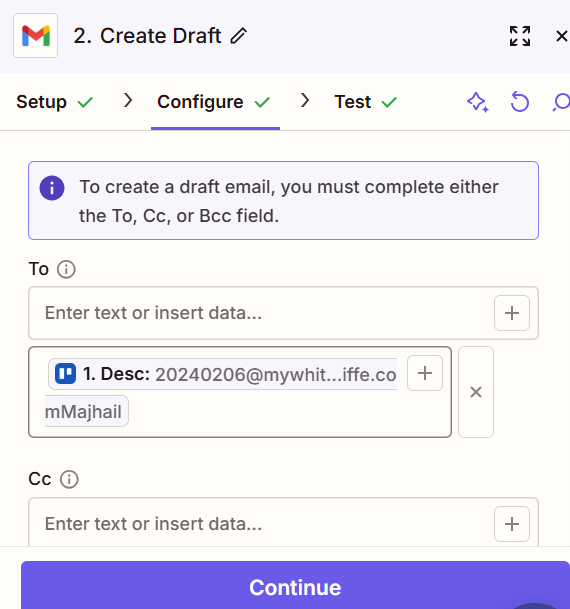 2. Create Draft
Setup
Configure
Test
To create a draft email, you must complete either
the To, Cc, or Bcc field.
To
Enter text or insert data...
1. Desc: 20240206@mywhit...iffe.co
mMajhail
Cc
Enter text or insert data...
Continue